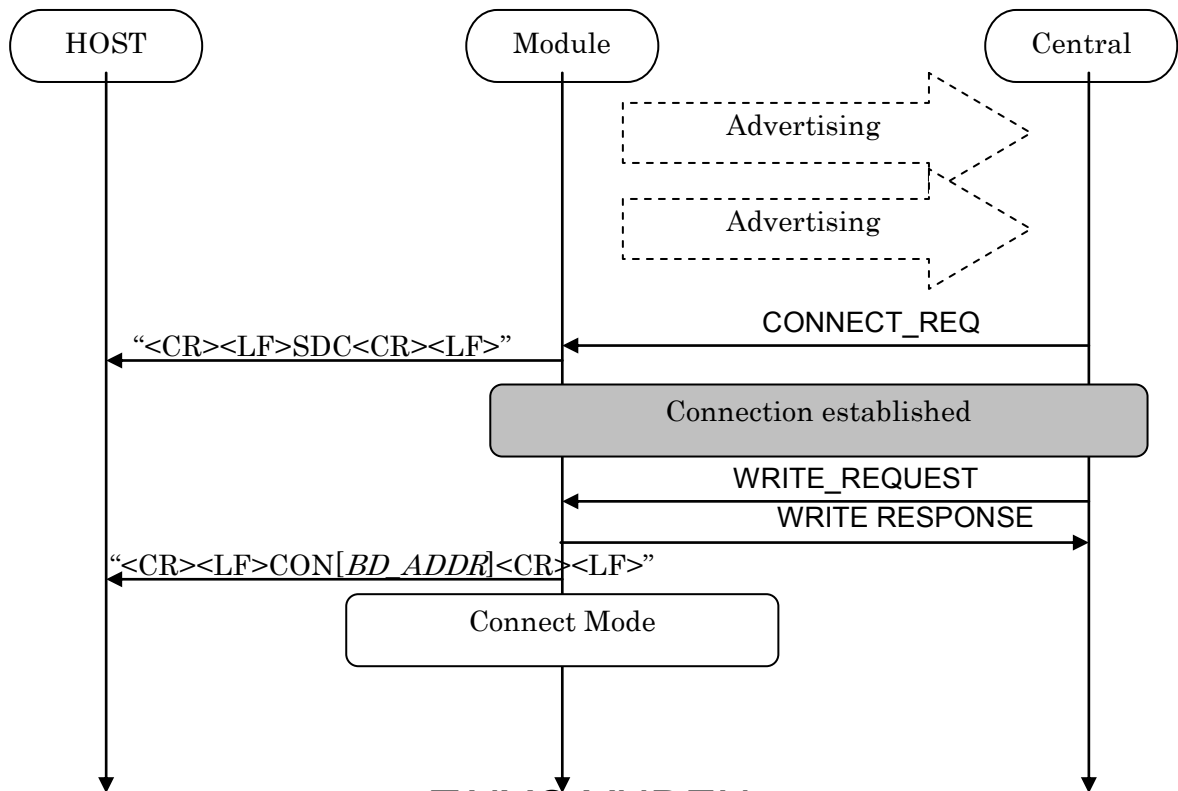 HOST Module Central
Advertising
Advertising
CONNECT_REQ
“<CR><LF>SDC<CR><LF>”
Connection established
WRITE_REQUEST
WRITE RESPONSE
“<CR><LF>CON[BD_ADDR]<CR><LF>”
Connect Mode